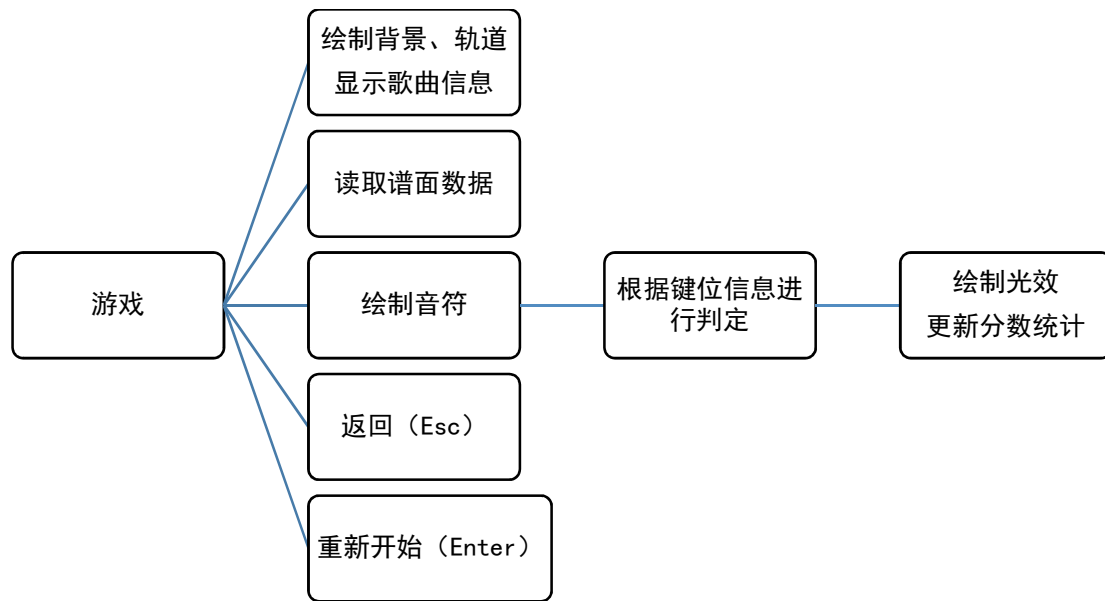 绘制背景、轨道
显示歌曲信息
读取谱面数据
游戏
绘制音符
根据键位信息进
行判定
绘制光效
更新分数统计
返回（Esc）
重新开始（Enter）